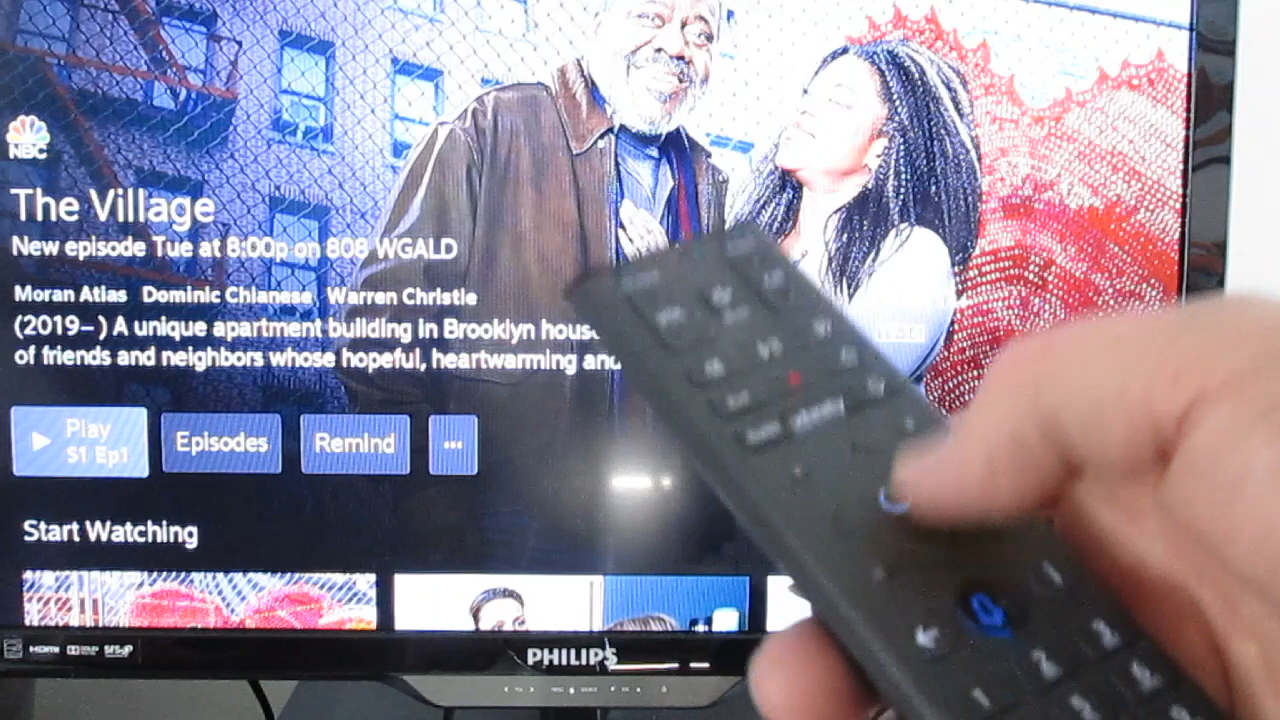 NBC
The Village
New episode Tue at 8:00p on 808 WGALD
Moran Atias Dominic Chianese Warren Christie
(2019– ) A unique apartment building in Brooklyn
of friends and neighbors whose hopeful, heartwarming and
Play
S1 Ep1
Episodes
Remind
...
Start Watching
HDMI
PHILIPS
xfinity